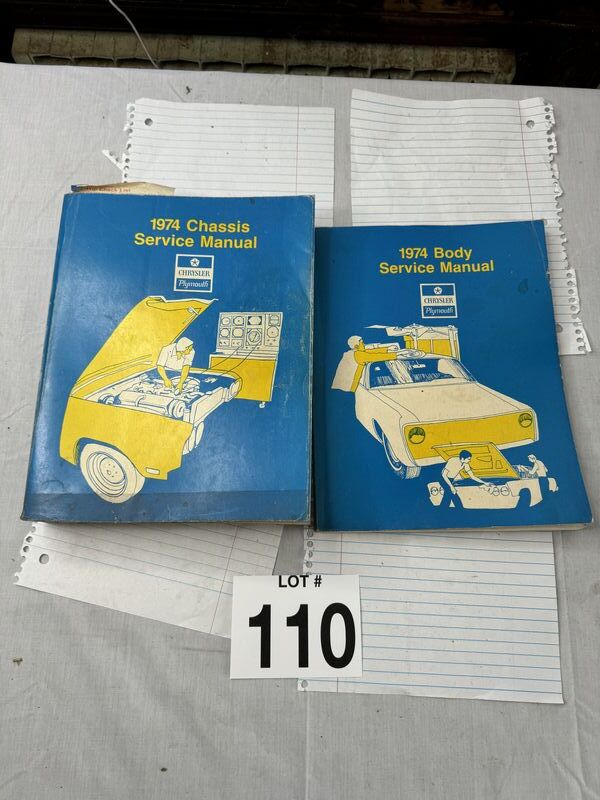 1974 Chassis
Service Manual
CHRYSLER
Plymouth
1974 Body
Service Manual
CHRYSLER
Plymouth
LOT #
110